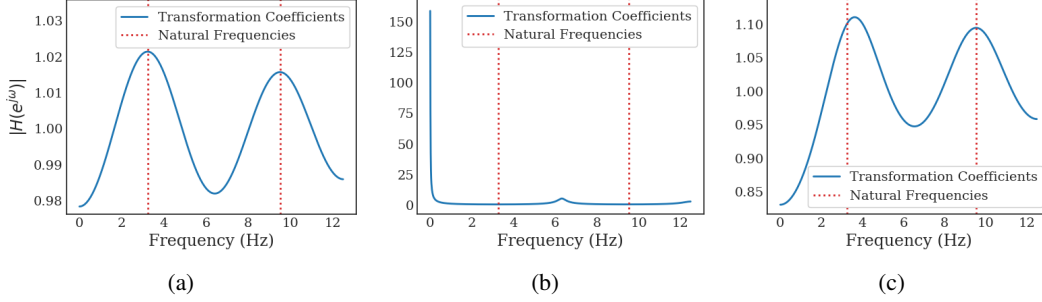 1.03
1.02
1.01
1.00
0.99
0.98
|H(e^{jω})|
Transformation Coefficients
Natural Frequencies
0 2 4 6 8 10 12
Frequency (Hz)
(a)
150
125
100
75
50
25
0
Transformation Coefficients
Natural Frequencies
0 2 4 6 8 10 12
Frequency (Hz)
(b)
1.10
1.05
1.00
0.95
0.90
0.85
Transformation Coefficients
Natural Frequencies
0 2 4 6 8 10 12
Frequency (Hz)
(c)